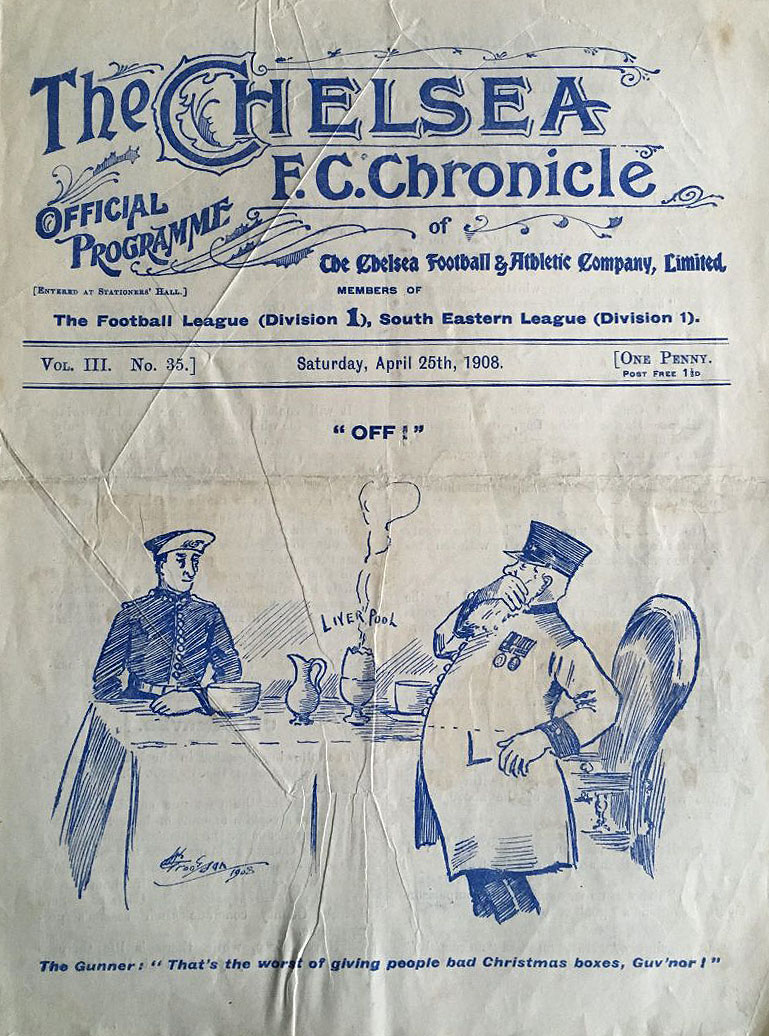 The CHELSEA
F.C. Chronicle
OFFICIAL
PROGRAMME
of
The Chelsea Football & Athletic Company, Limited.
[ENTERED AT STATIONERS' HALL.]
MEMBERS OF
The Football League (Division 1), South Eastern League (Division 1).
VOL. III. No. 35.]
Saturday, April 25th, 1908.
[ONE PENNY.
POST FREE 1½D
"OFF!"
LIVERPOOL
1908
The Gunner: "That's the worst of giving people bad Christmas boxes, Guv'nor!"